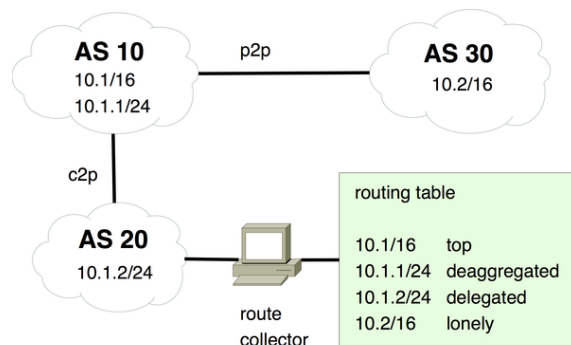 AS 10
10.1/16
10.1.1/24
p2p
AS 30
10.2/16
c2p
AS 20
10.1.2/24
route
collector
routing table
10.1/16 top
10.1.1/24 deaggregated
10.1.2/24 delegated
10.2/16 lonely